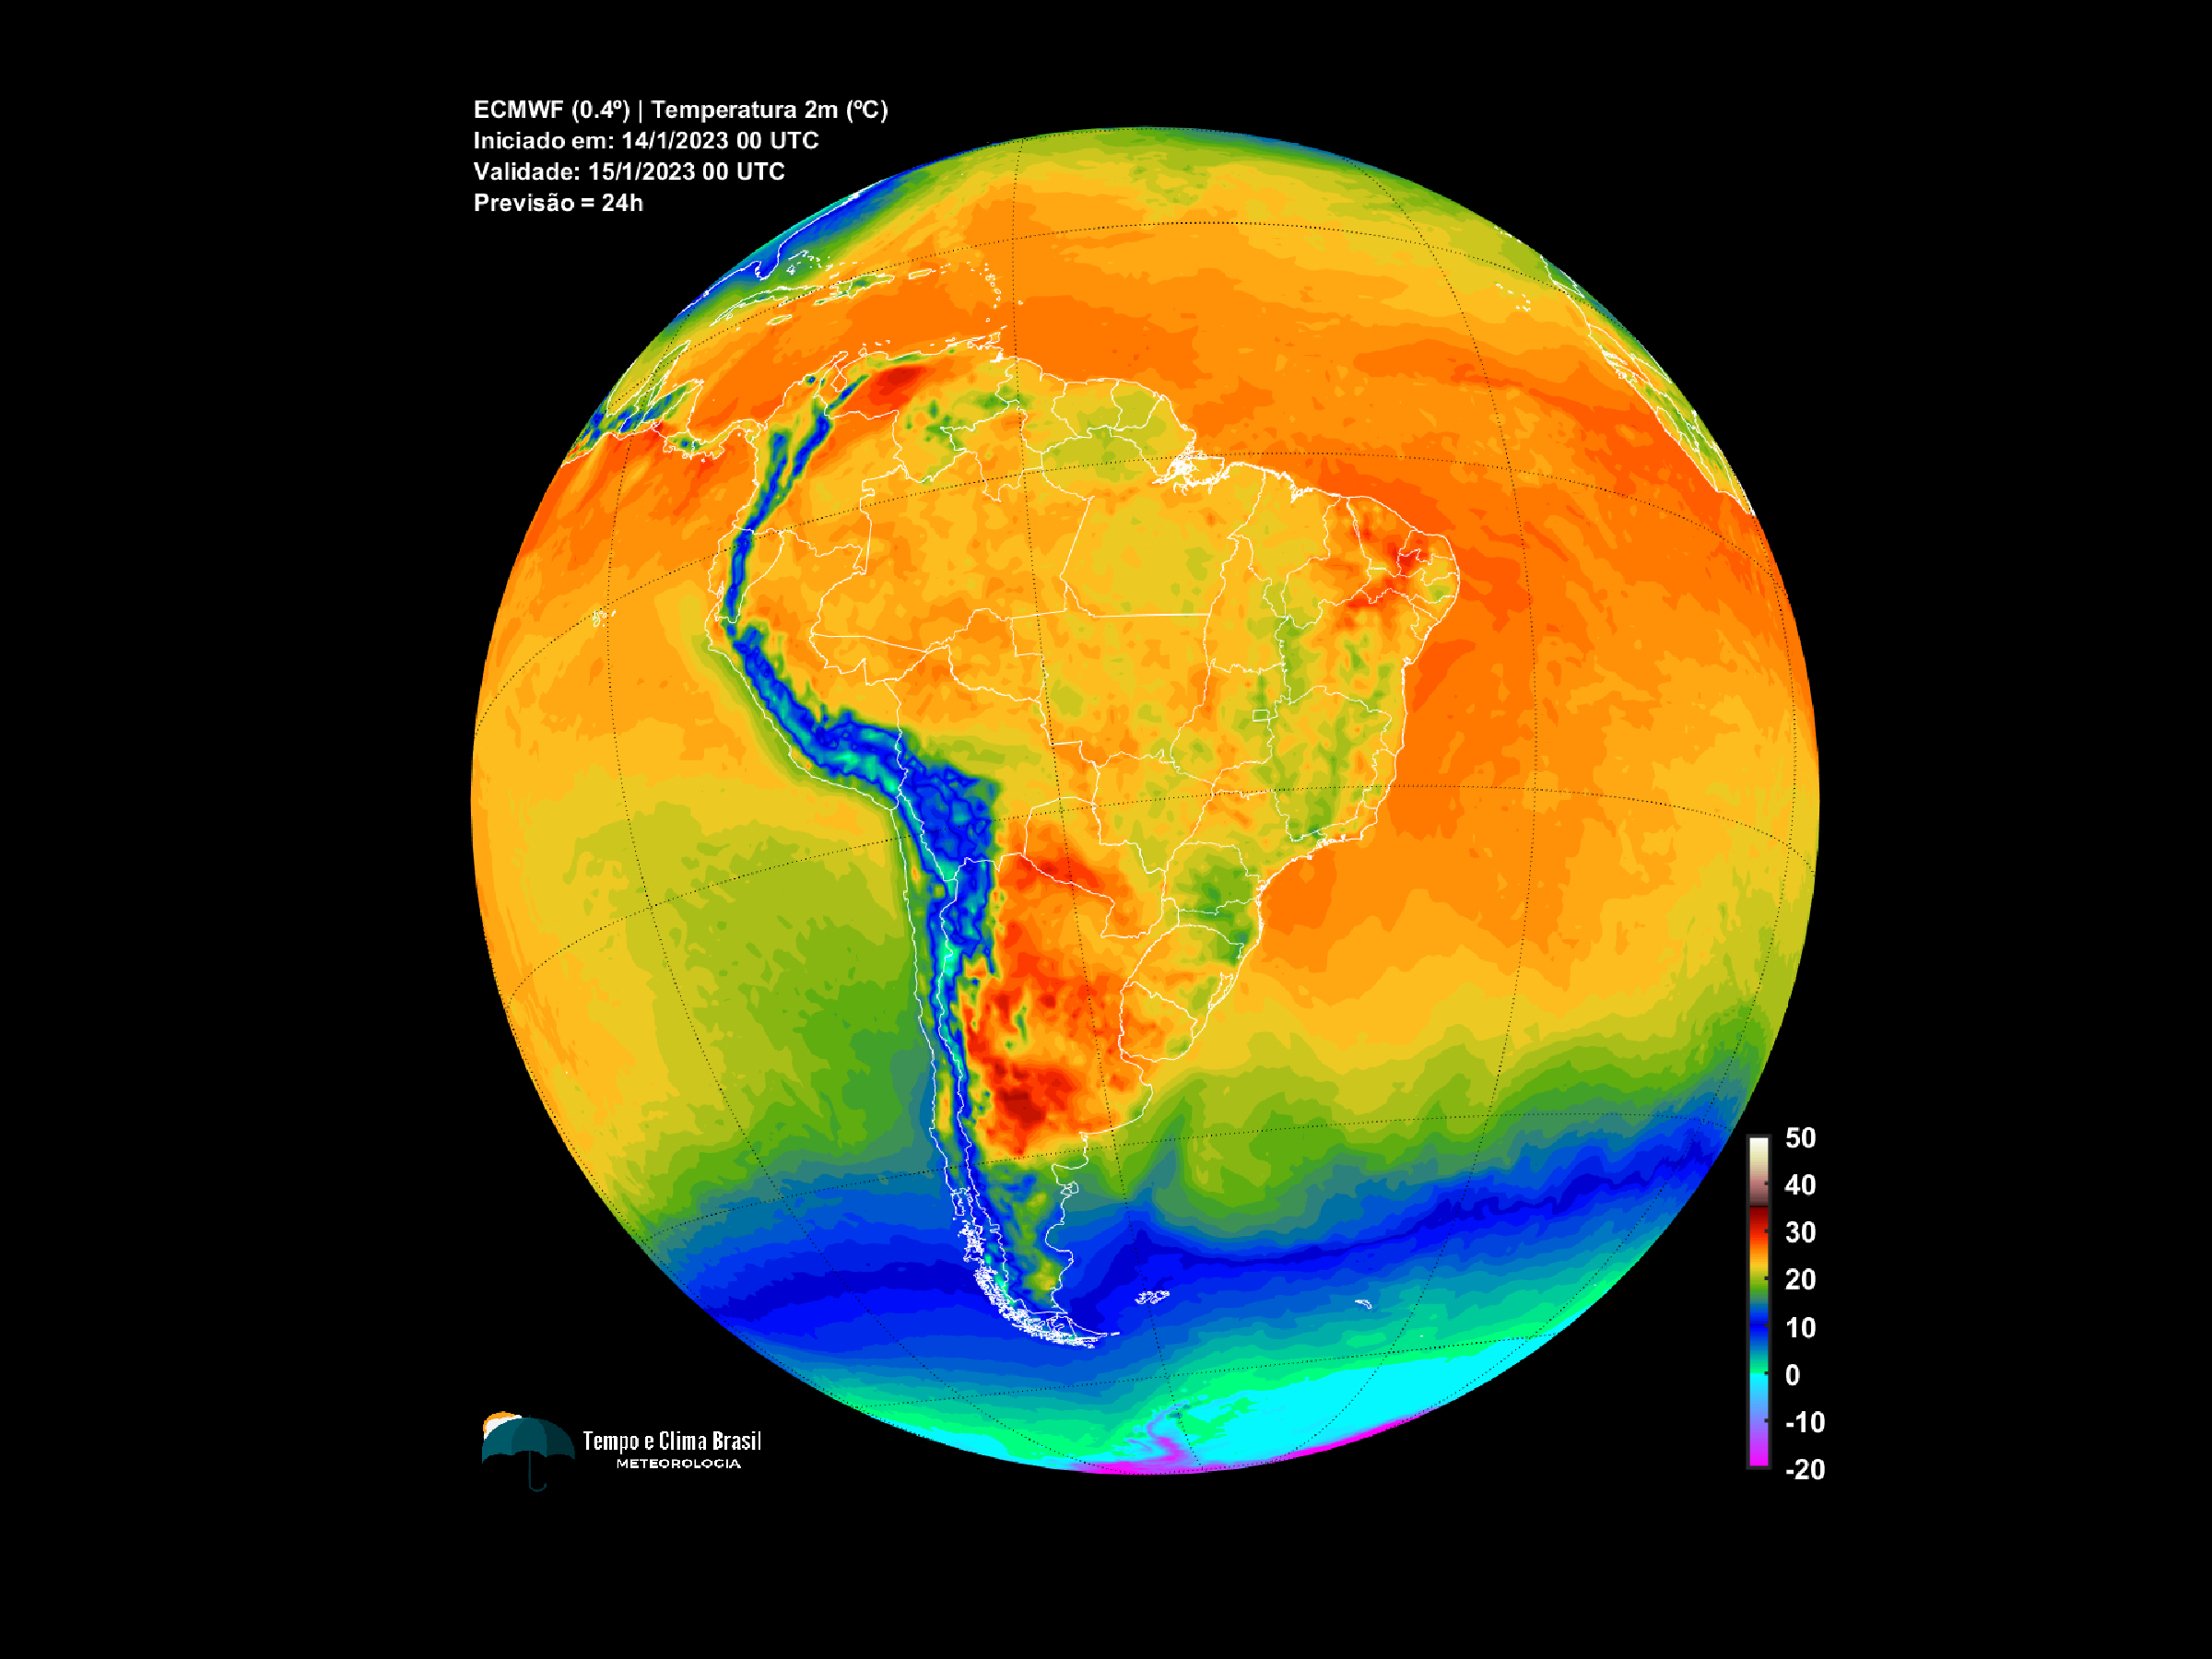 ECMWF (0.4º) | Temperatura 2m (ºC)
Iniciado em: 14/1/2023 00 UTC
Validade: 15/1/2023 00 UTC
Previsão = 24h
50
40
30
20
10
0
-10
-20
Tempo e Clima Brasil
METEOROLOGIA